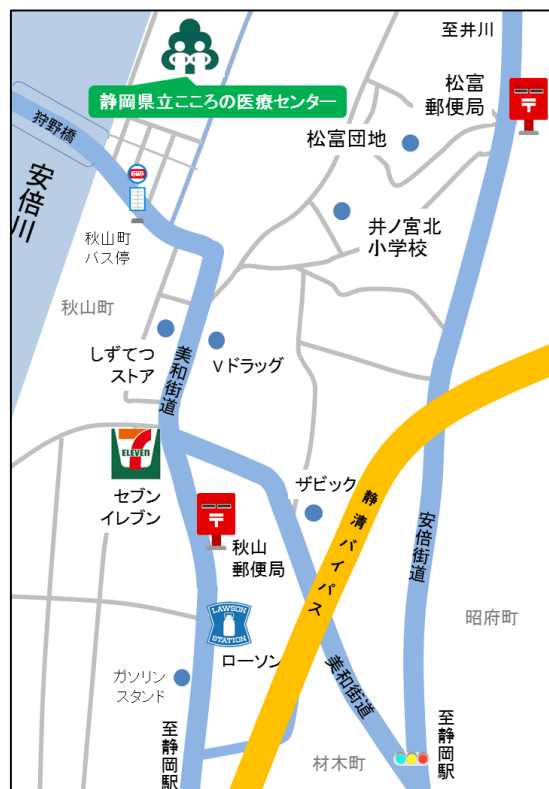 至井川
松富
郵便局
静岡県立こころの医療センター
狩野橋
松富団地
安倍川
井ノ宮北
小学校
秋山町
バス停
秋山町
しずてつ
ストア
Vドラッグ
美和街道
ELEVEN
セブン
イレブン
ザビック
静清バイパス
秋山
郵便局
安倍街道
LAWSON
STATION
ローソン
昭府町
ガソリン
スタンド
美和街道
至静岡駅
至静岡駅
材木町